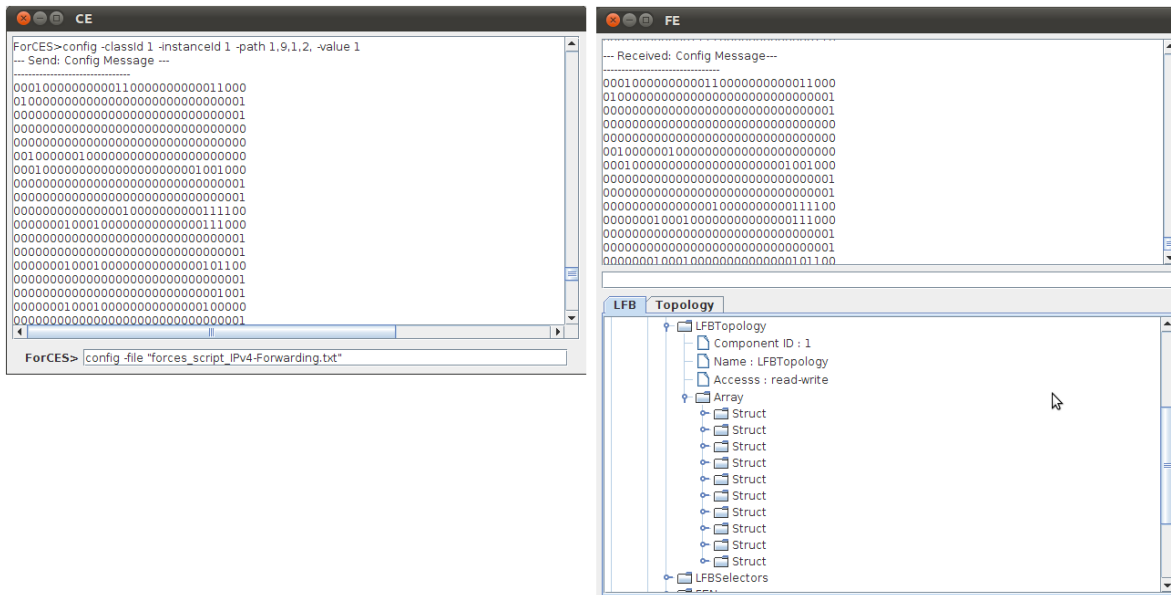 CE
ForCES>config -classId 1 -instanceId 1 -path 1,9,1,2, -value 1
--- Send: Config Message ---
--------------------------------
00010000000000110000000000011000
01000000000000000000000000000001
00000000000000000000000000000001
00000000000000000000000000000000
00000000000000000000000000000000
00100000010000000000000000000000
00010000000000000000000001001000
00000000000000000000000000000001
00000000000000000000000000000001
00000000000000010000000000111100
00000001000100000000000000111000
00000000000000000000000000000001
00000000000000000000000000000001
00000001000100000000000000101100
00000000000000000000000000000001
00000000000000000000000000001001
00000001000100000000000000100000
00000000000000000000000000000001
ForCES> config -file "forces_script_IPv4-Forwarding.txt"
FE
--- Received: Config Message---
--------------------------------
00010000000000110000000000011000
01000000000000000000000000000001
00000000000000000000000000000001
00000000000000000000000000000000
00000000000000000000000000000000
00100000010000000000000000000000
00010000000000000000000001001000
00000000000000000000000000000001
00000000000000000000000000000001
00000000000000010000000000111100
00000001000100000000000000111000
00000000000000000000000000000001
00000000000000000000000000000001
00000001000100000000000000101100
LFB Topology
LFBTopology
Component ID : 1
Name : LFBTopology
Accesss : read-write
Array
Struct
Struct
Struct
Struct
Struct
Struct
Struct
Struct
Struct
Struct
LFBSelectors